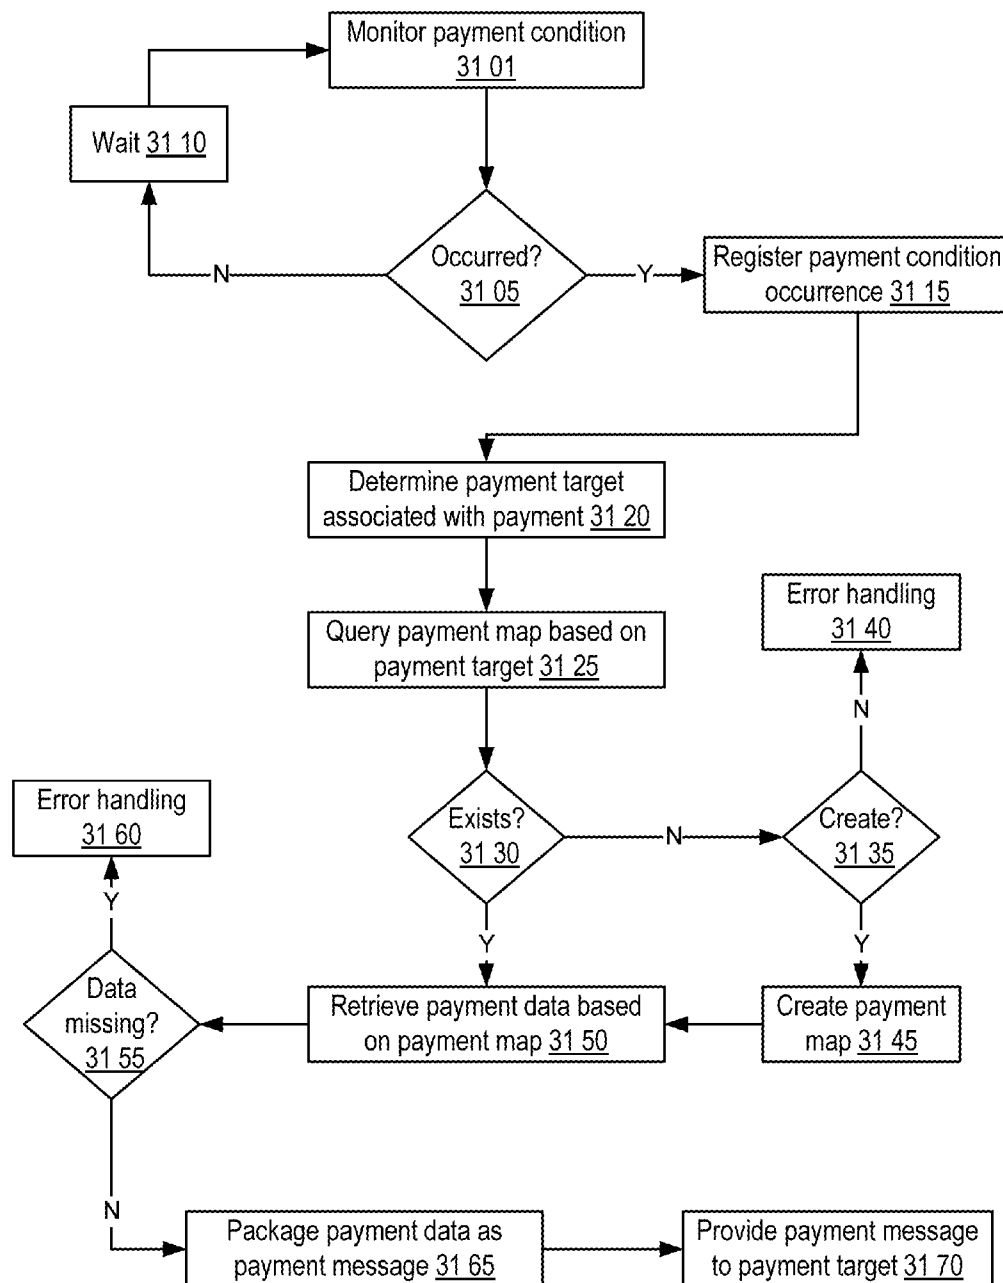 Monitor payment condition
31 01
Wait 31 10
Occurred?
31 05
N
Y
Register payment condition
occurrence 31 15
Determine payment target
associated with payment 31 20
Query payment map based on
payment target 31 25
Error handling
31 40
N
Exists?
31 30
N
Create?
31 35
Error handling
31 60
Y
Y
Y
Data
missing?
31 55
Retrieve payment data based
on payment map 31 50
Create payment
map 31 45
N
Package payment data as
payment message 31 65
Provide payment message
to payment target 31 70